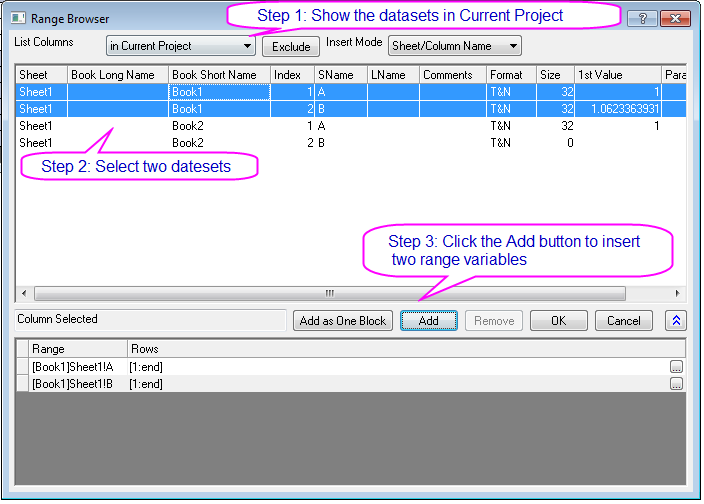 Range Browser
Step 1: Show the datasets in Current Project
List Columns in Current Project Exclude Insert Mode Sheet/Column Name
Sheet Book Long Name Book Short Name Index SName LName Comments Format Size 1st Value Para
Sheet1 Book1 1 A T&N 32 1
Sheet1 Book1 2 B T&N 32 1.0623363931
Sheet1 Book2 1 A T&N 32 1
Sheet1 Book2 2 B T&N 0
Step 2: Select two datesets
Step 3: Click the Add button to insert
two range variables
Column Selected Add as One Block Add Remove OK Cancel
Range Rows
[Book1]Sheet1!A [1:end] ...
[Book1]Sheet1!B [1:end] ...